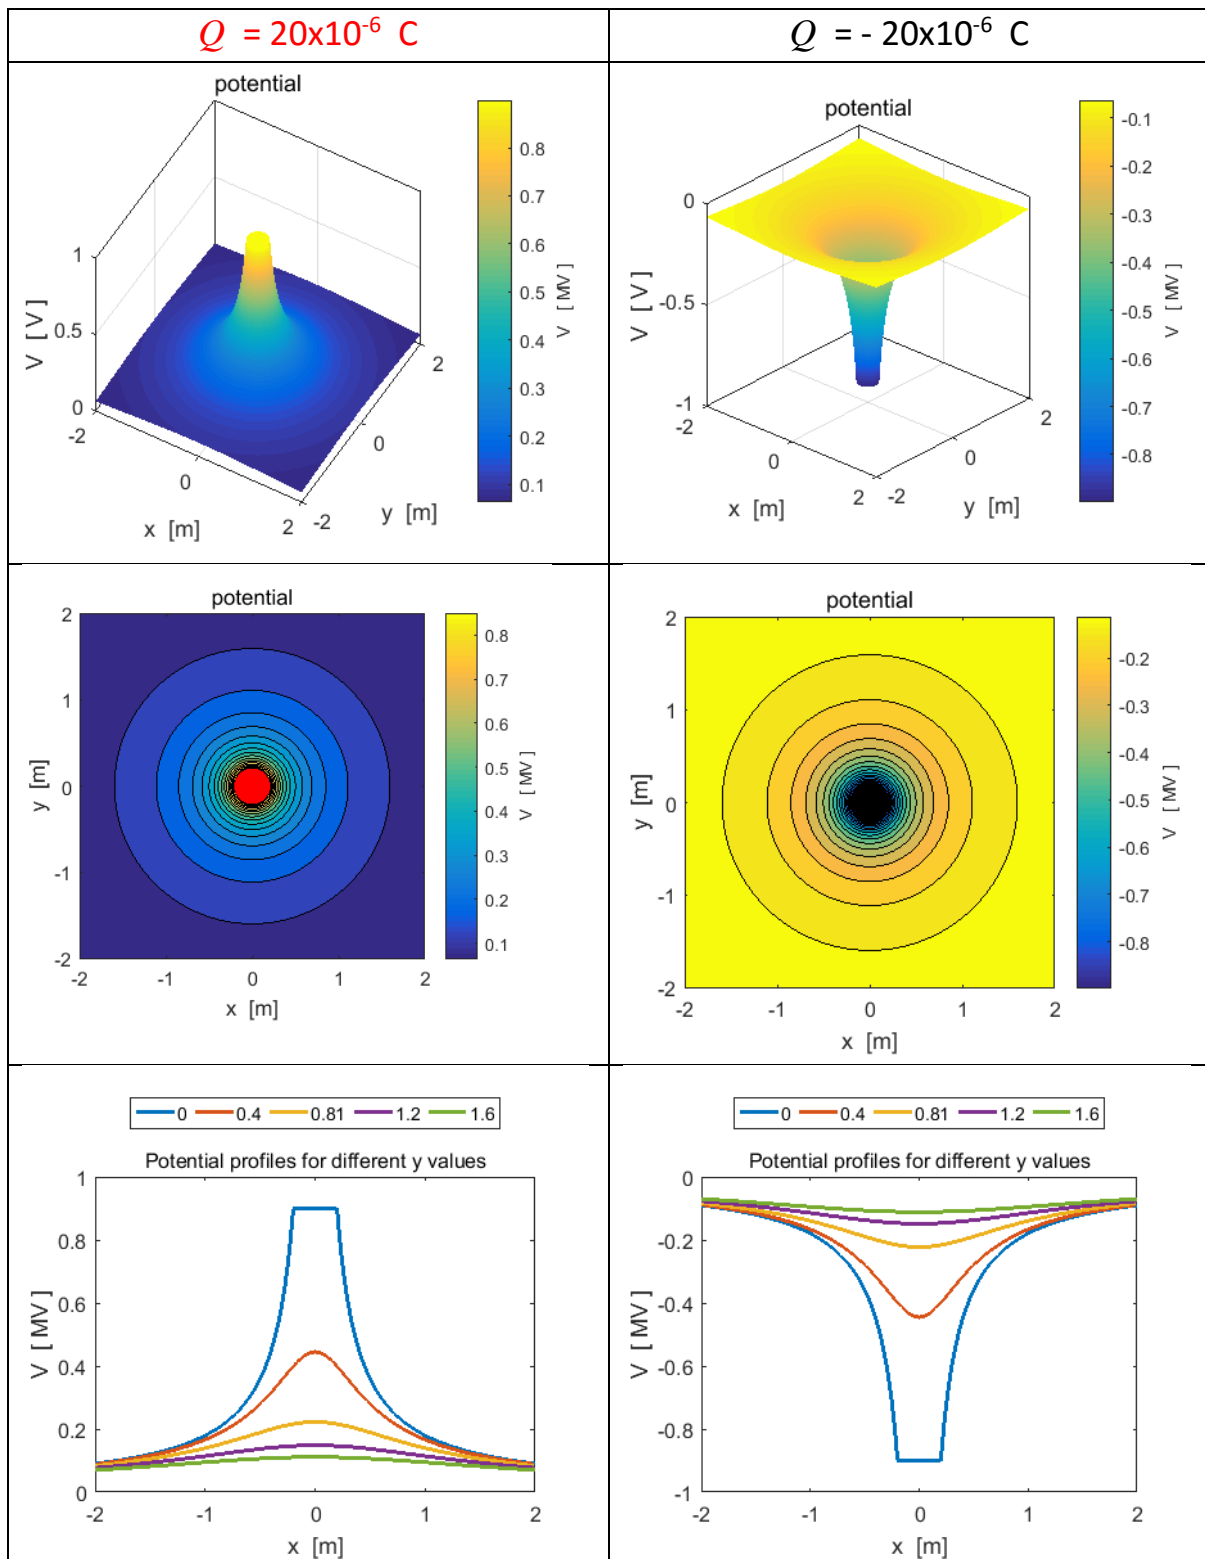 Q = 20x10⁻⁶ C
Q = - 20x10⁻⁶ C
potential
1
0.5
0
V [ V ]
-2
0
2
x [m]
-2
0
2
y [m]
0.8
0.7
0.6
0.5
0.4
0.3
0.2
0.1
V [ MV ]
potential
0
-0.5
-1
V [ V ]
-2
0
2
x [m]
-2
0
2
y [m]
-0.1
-0.2
-0.3
-0.4
-0.5
-0.6
-0.7
-0.8
V [ MV ]
potential
2
1
0
-1
-2
y [m]
-2 -1 0 1 2
x [m]
0.8
0.7
0.6
0.5
0.4
0.3
0.2
0.1
V [ MV ]
potential
2
1
0
-1
-2
y [m]
-2 -1 0 1 2
x [m]
-0.2
-0.3
-0.4
-0.5
-0.6
-0.7
-0.8
V [ MV ]
0 0.4 0.81 1.2 1.6
Potential profiles for different y values
1
0.8
0.6
0.4
0.2
0
V [ MV ]
-2 -1 0 1 2
x [m]
0 0.4 0.81 1.2 1.6
Potential profiles for different y values
0
-0.2
-0.4
-0.6
-0.8
-1
V [ MV ]
-2 -1 0 1 2
x [m]